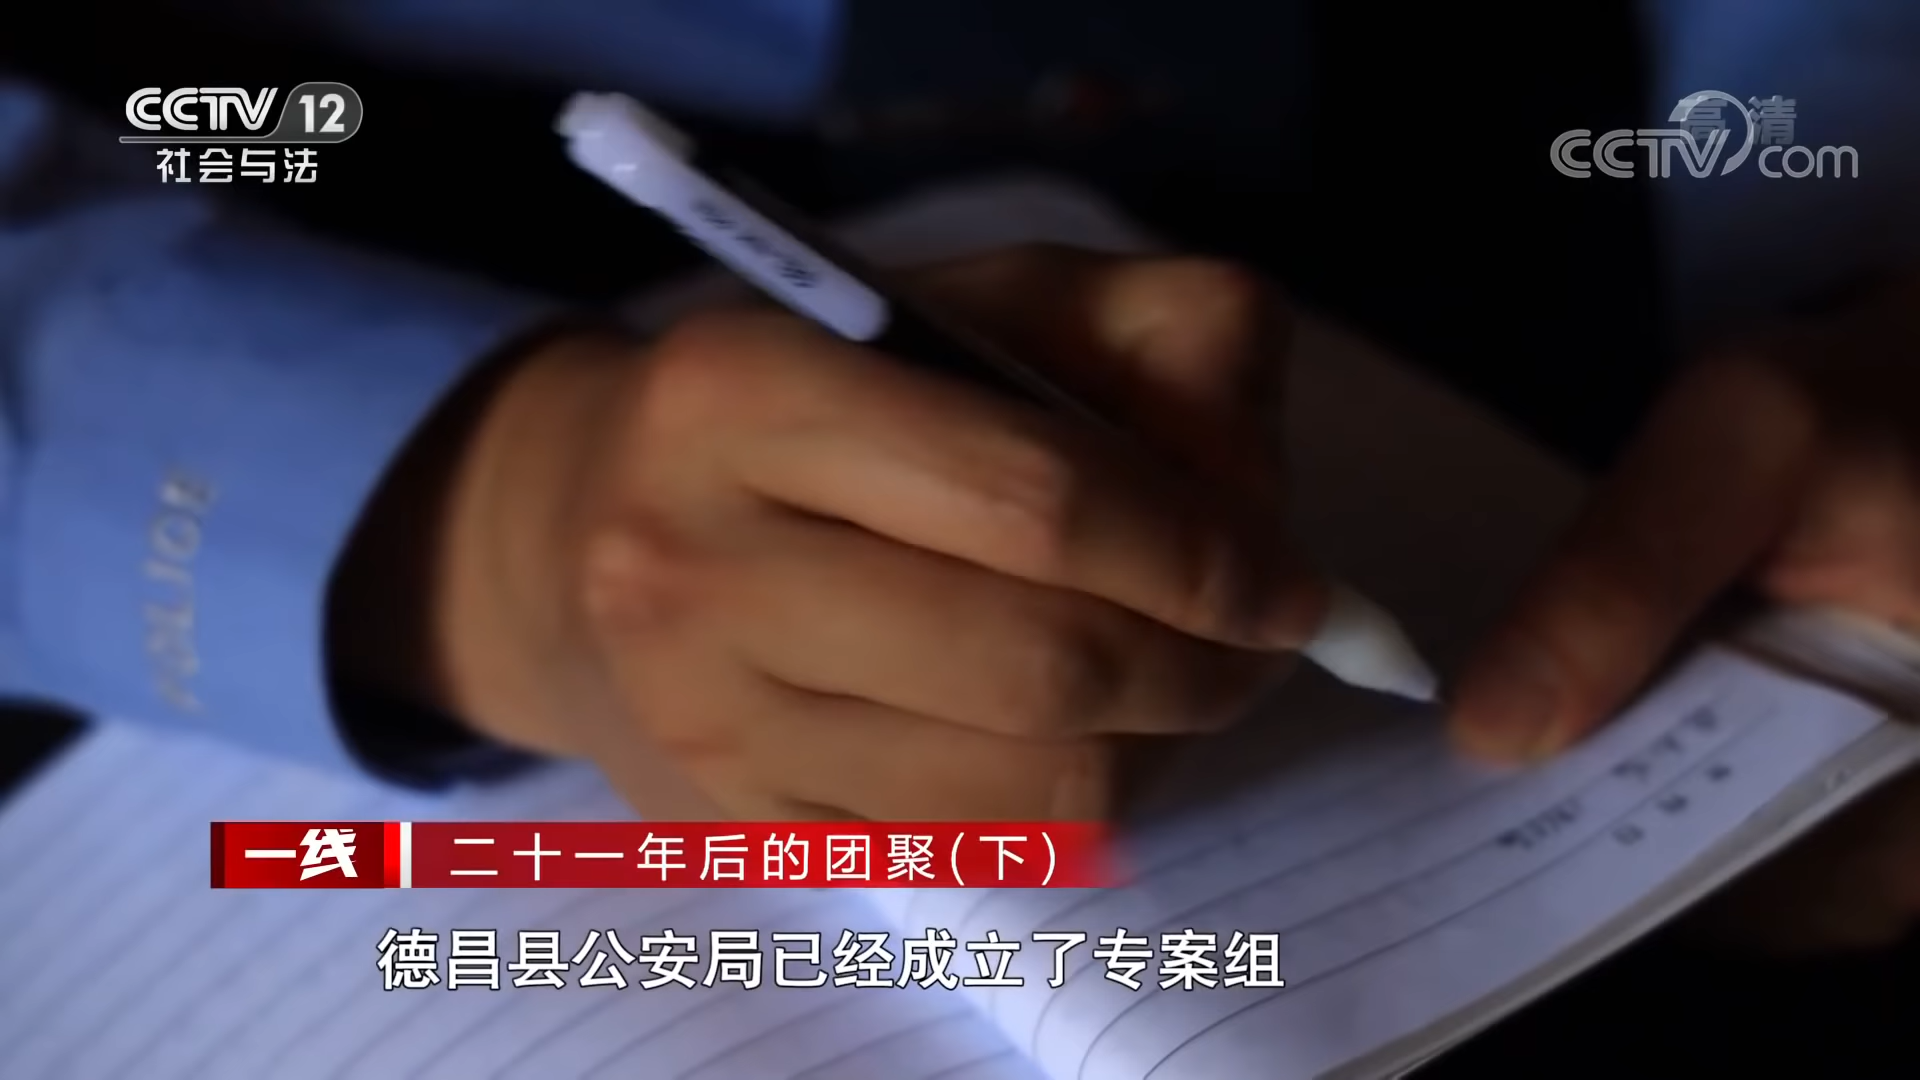 CCTV 12
社会与法
高清
CCTV.com
POLICE
一线 二十一年后的团聚(下)
德昌县公安局已经成立了专案组